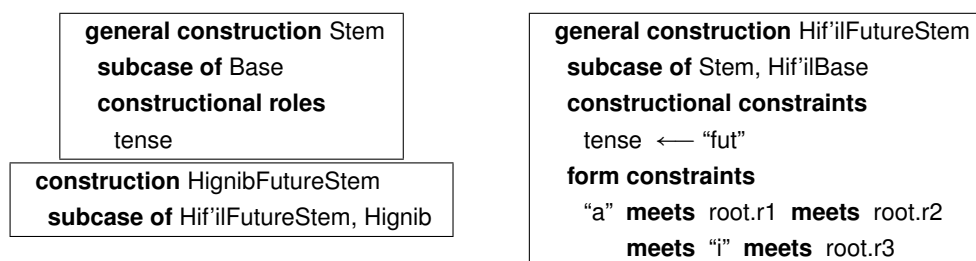 general construction Stem
subcase of Base
constructional roles
tense
construction HignibFutureStem
subcase of Hif'ilFutureStem, Hignib
general construction Hif'ilFutureStem
subcase of Stem, Hif'ilBase
constructional constraints
tense ⟵ “fut”
form constraints
“a” meets root.r1 meets root.r2
meets “i” meets root.r3